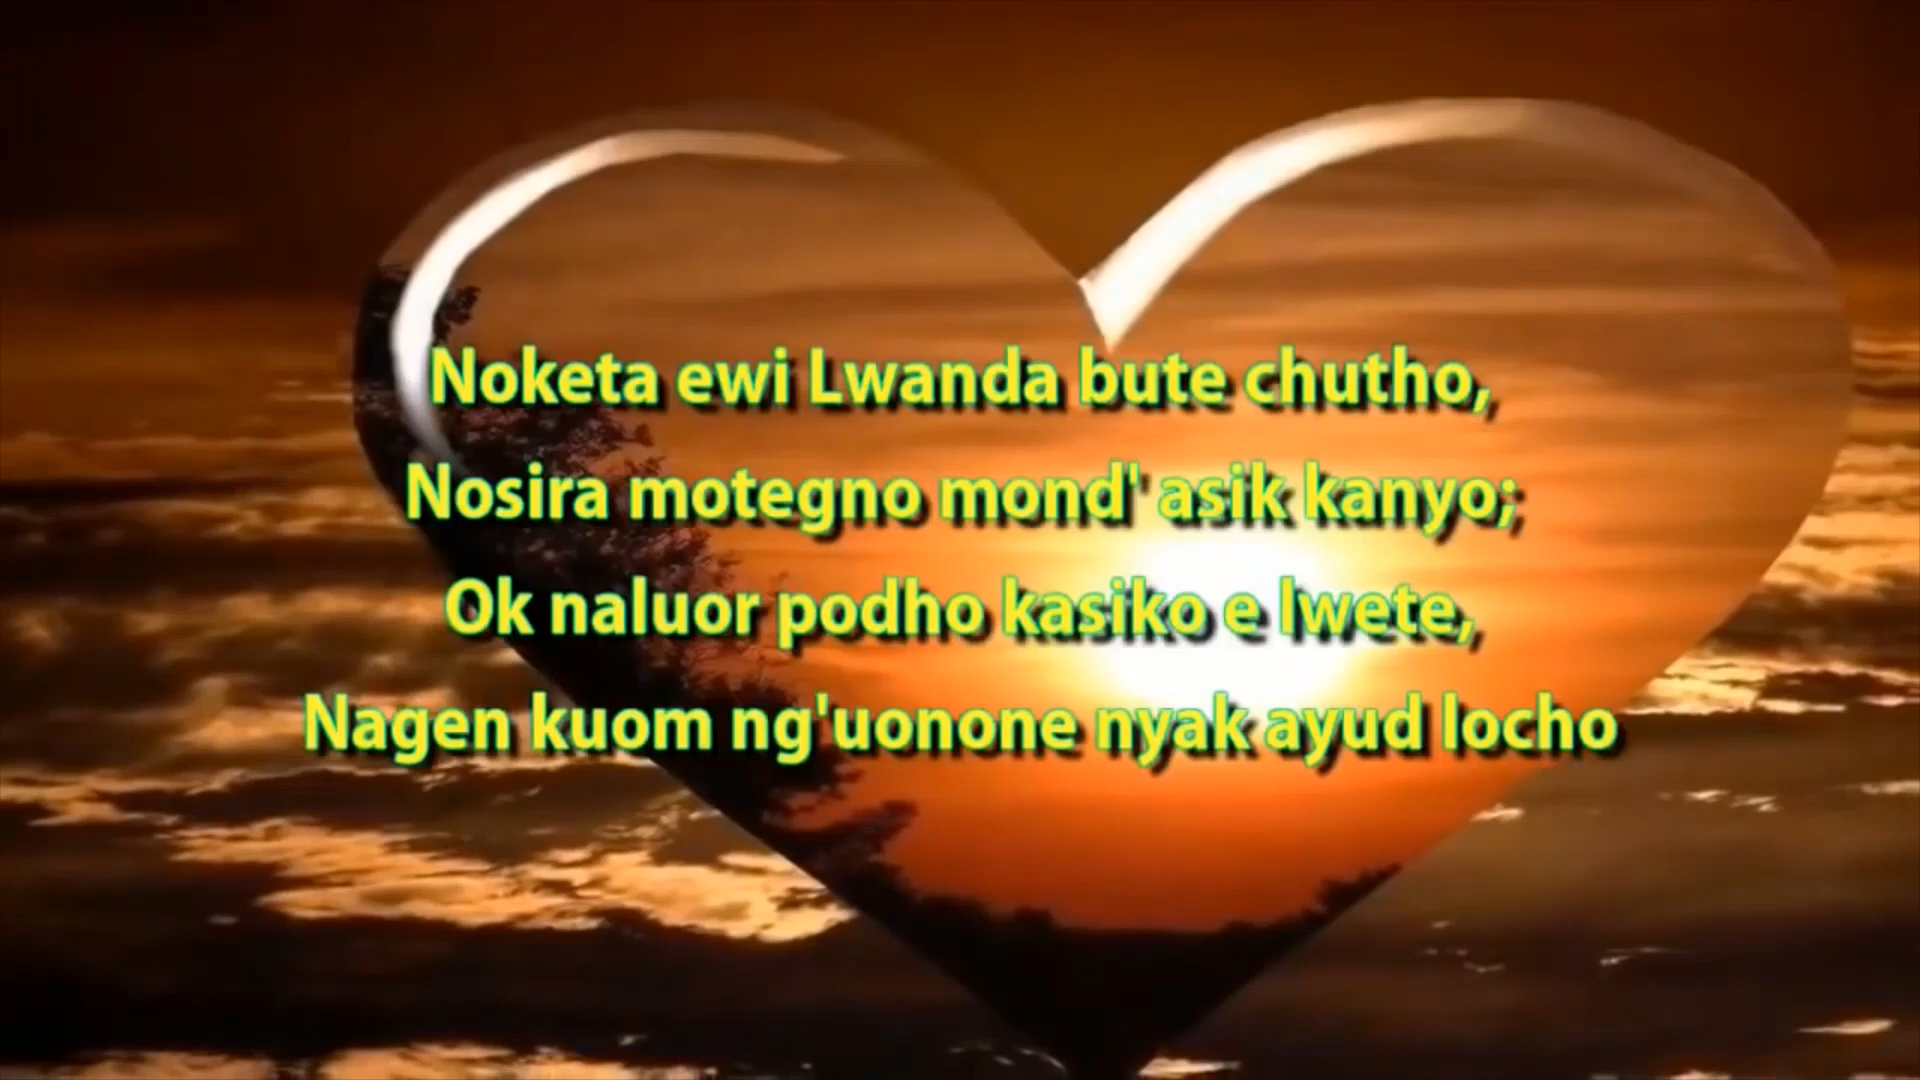 Noketa ewi Lwanda bute chutho,
Nosira motegno mond' asik kanyo;
Ok naluor podho kasiko e lwete,
Nagen kuom ng'uonone nyak ayud locho